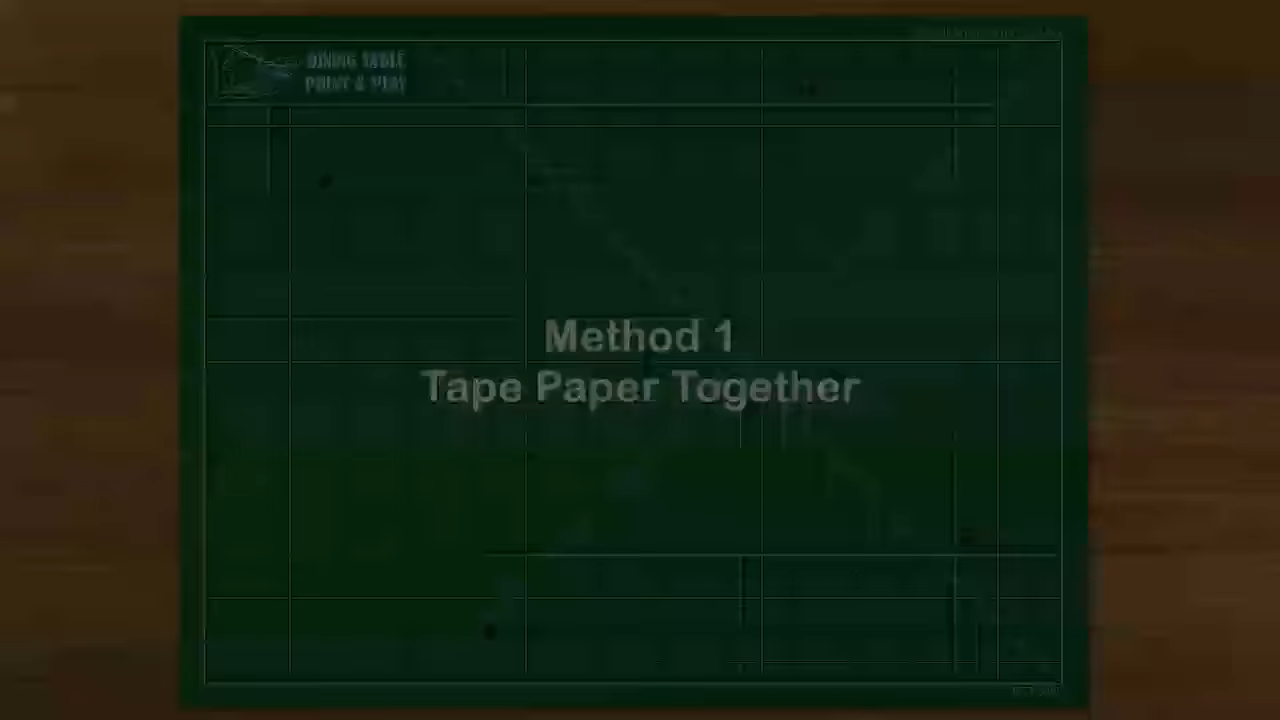 DINING TABLE
PRINT & PLAY
Method 1
Tape Paper Together